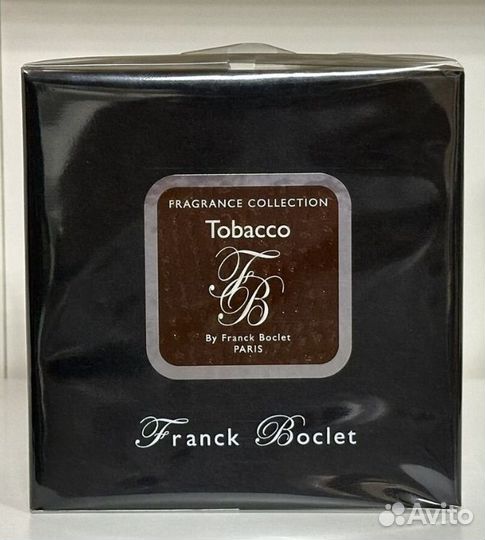 FRAGRANCE COLLECTION
Tobacco
FB
By Franck Boclet
PARIS
Franck Boclet
Avito